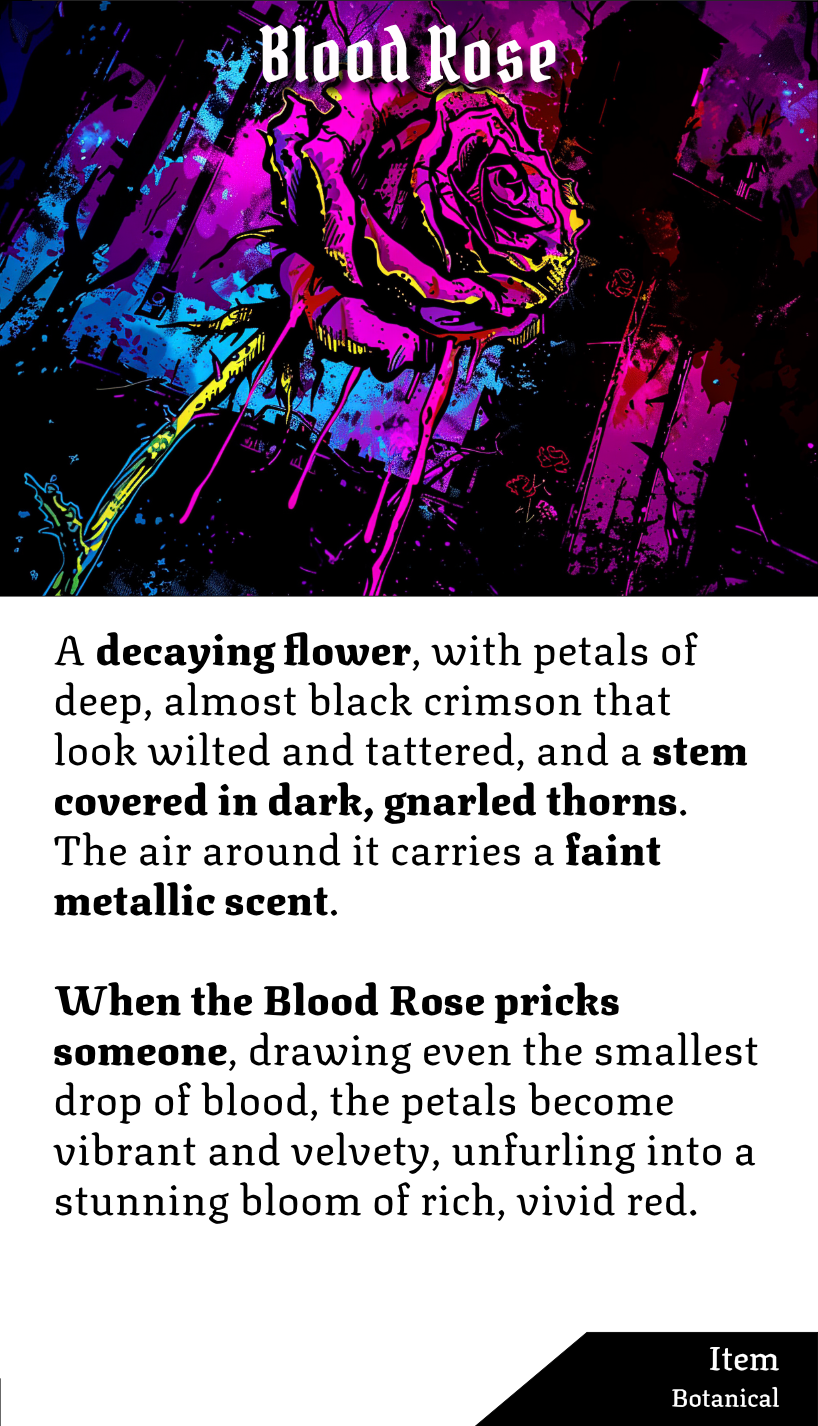 Blood Rose
A decaying flower, with petals of
deep, almost black crimson that
look wilted and tattered, and a stem
covered in dark, gnarled thorns.
The air around it carries a faint
metallic scent.
When the Blood Rose pricks
someone, drawing even the smallest
drop of blood, the petals become
vibrant and velvety, unfurling into a
stunning bloom of rich, vivid red.
Item
Botanical